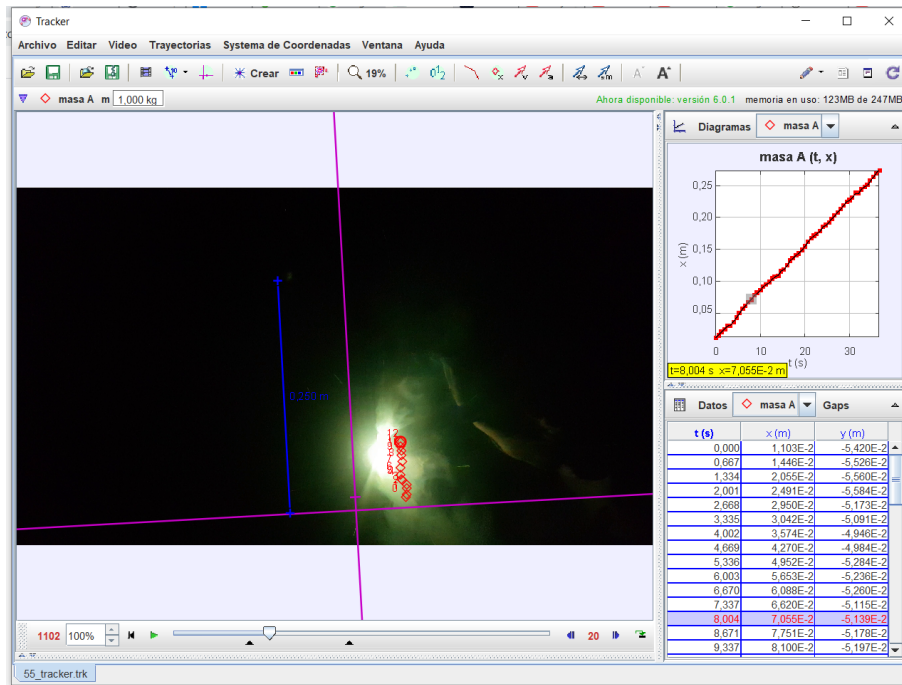 Tracker
Archivo Editar Video Trayectorias Sistema de Coordenadas Ventana Ayuda
Crear 19%
masa A m 1,000 kg
Ahora disponible: versión 6.0.1 memoria en uso: 123MB de 247MB
Diagramas masa A
masa A (t, x)
0,25
0,20
0,15
0,10
0,05
x (m)
0 10 20 30
t (s)
t=8,004 s x=7,055E-2 m
Datos masa A Gaps
t (s) x (m) y (m)
0,000 1,103E-2 -5,420E-2
0,667 1,446E-2 -5,526E-2
1,334 2,055E-2 -5,560E-2
2,001 2,491E-2 -5,584E-2
2,668 2,950E-2 -5,173E-2
3,335 3,042E-2 -5,091E-2
4,002 3,574E-2 -4,946E-2
4,669 4,270E-2 -4,984E-2
5,336 4,952E-2 -5,284E-2
6,003 5,653E-2 -5,236E-2
6,670 6,088E-2 -5,260E-2
7,337 6,620E-2 -5,115E-2
8,004 7,055E-2 -5,139E-2
8,671 7,751E-2 -5,178E-2
9,337 8,100E-2 -5,197E-2
12
1102 100% 20
55_tracker.trk